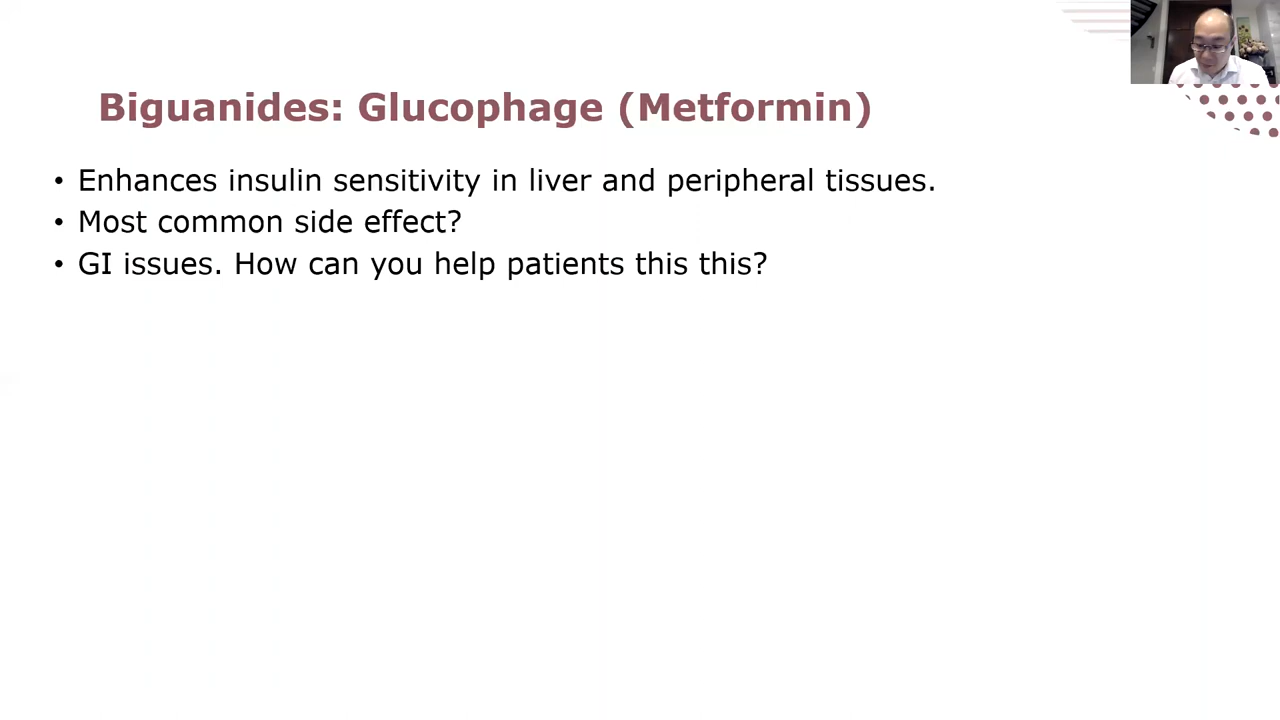 Biguanides: Glucophage (Metformin)
• Enhances insulin sensitivity in liver and peripheral tissues.
• Most common side effect?
• GI issues. How can you help patients this this?